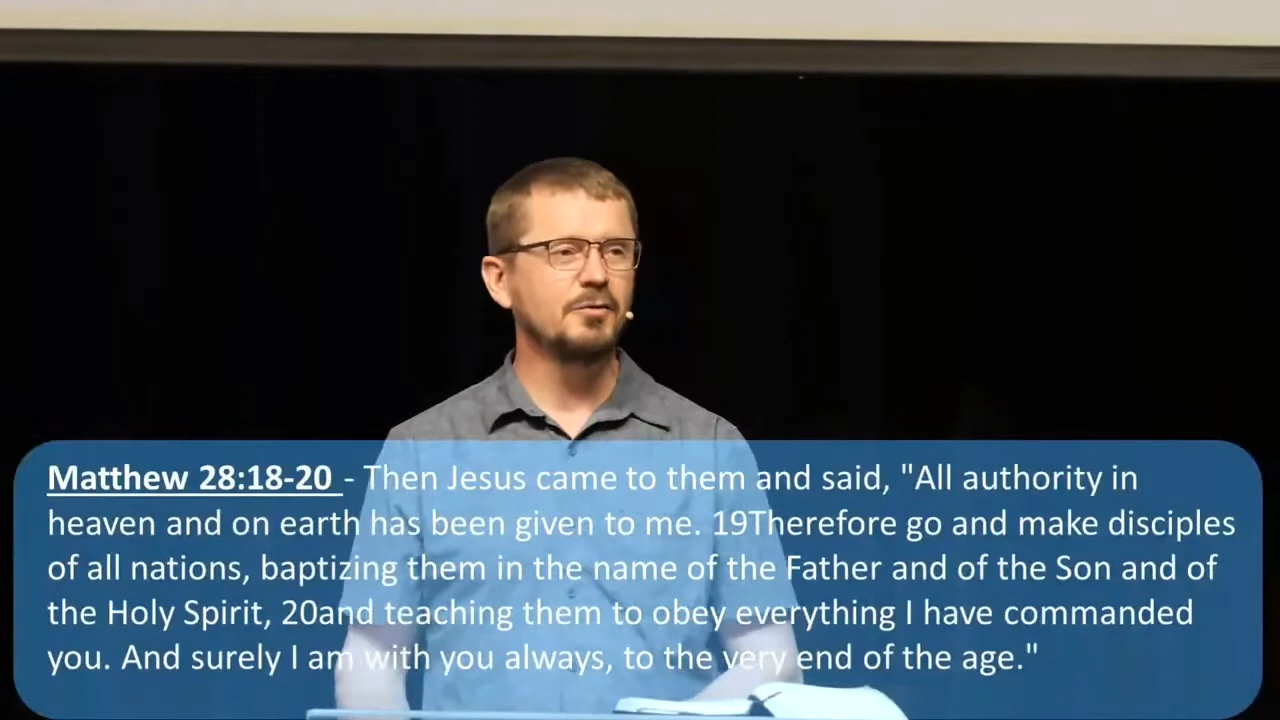 Matthew 28:18-20 - Then Jesus came to them and said, "All authority in
heaven and on earth has been given to me. 19Therefore go and make disciples
of all nations, baptizing them in the name of the Father and of the Son and of
the Holy Spirit, 20and teaching them to obey everything I have commanded
you. And surely I am with you always, to the very end of the age."